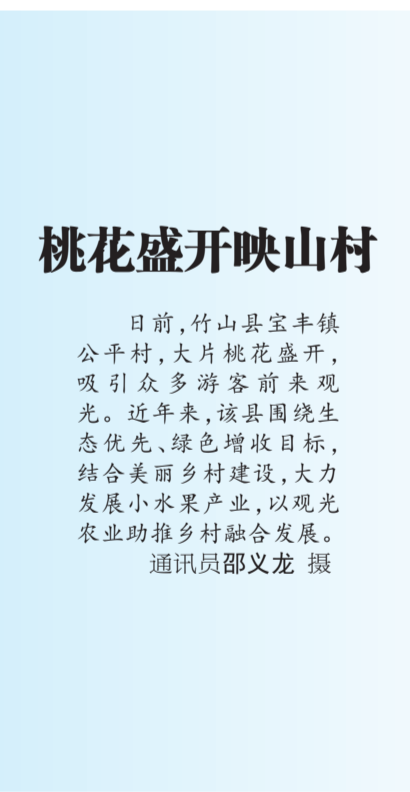 桃花盛开映山村
日前,竹山县宝丰镇
公平村,大片桃花盛开,
吸引众多游客前来观
光。近年来,该县围绕生
态优先、绿色增收目标,
结合美丽乡村建设,大力
发展小水果产业,以观光
农业助推乡村融合发展。
通讯员邵义龙 摄